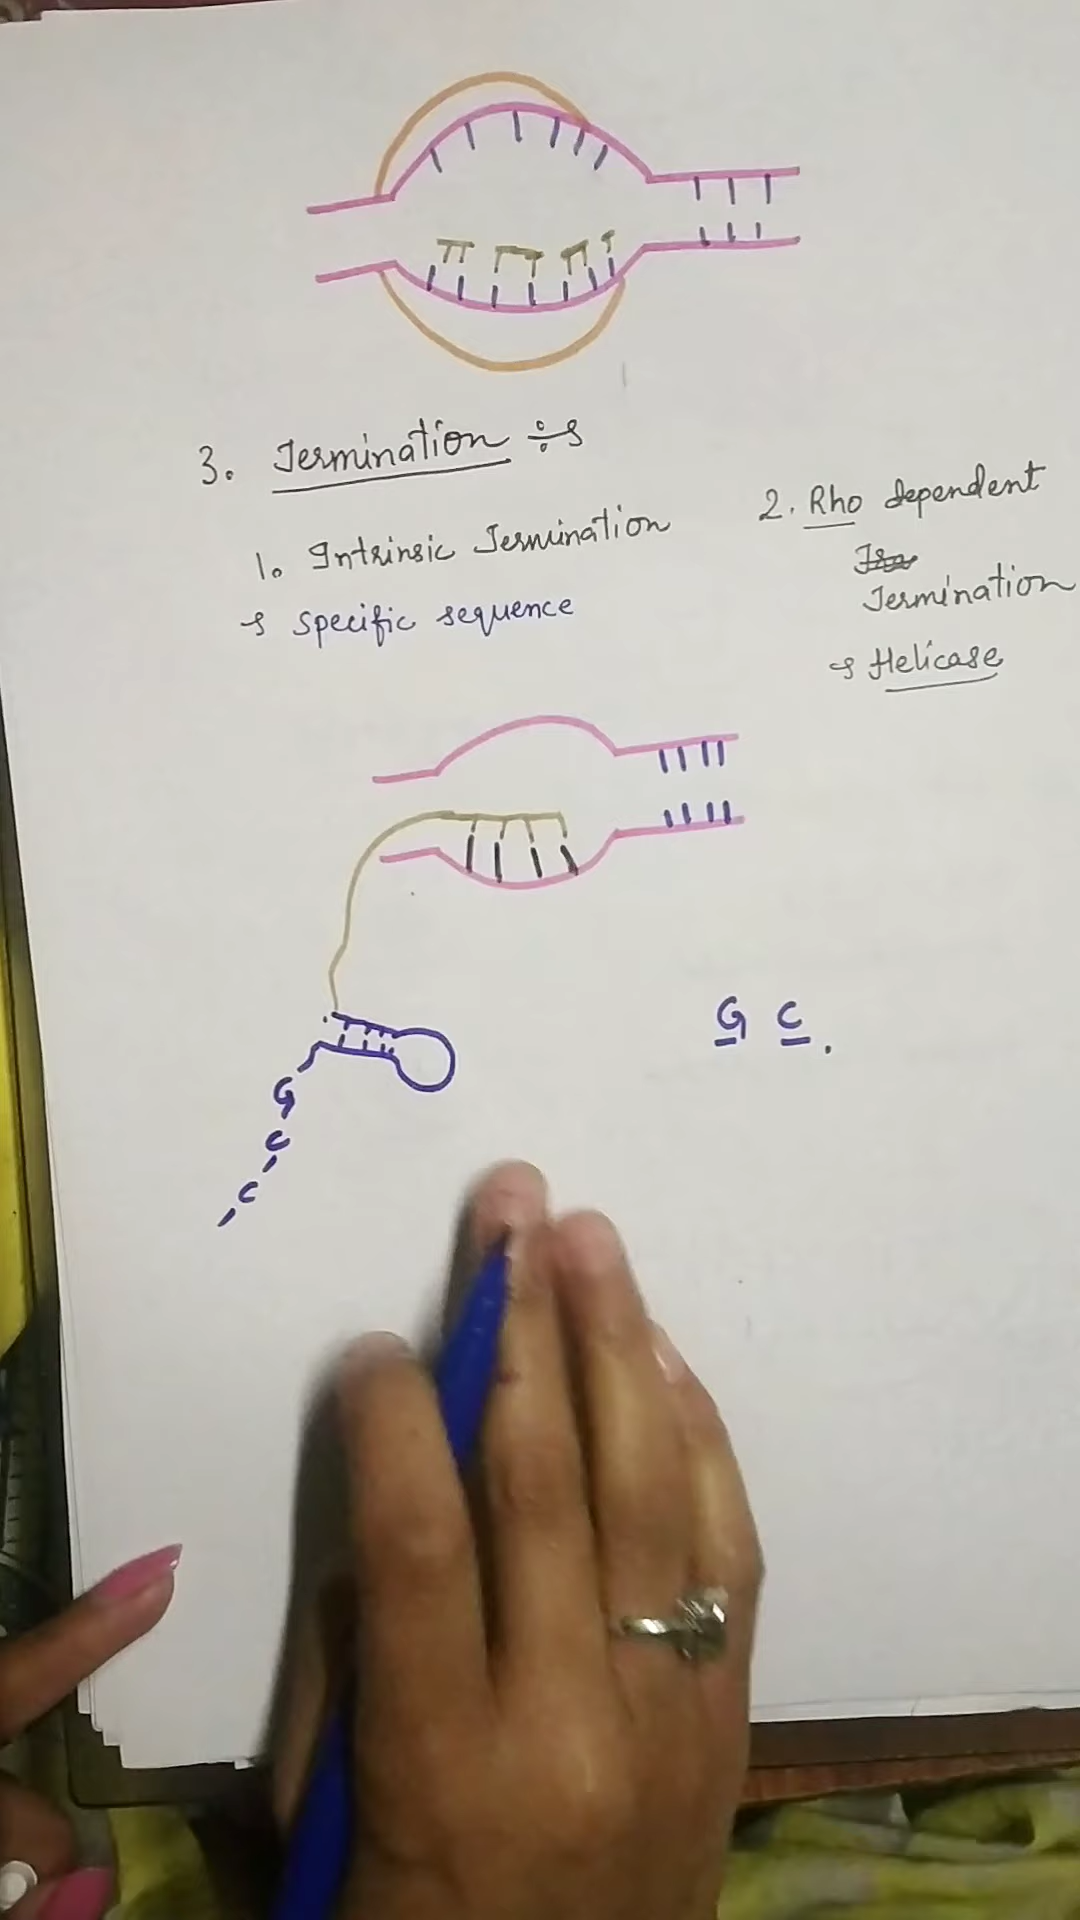 3. Termination :-
1. Intrinsic Termination
→ Specific sequence
2. Rho dependent
Termination
→ Helicase
G C .
G
C
C